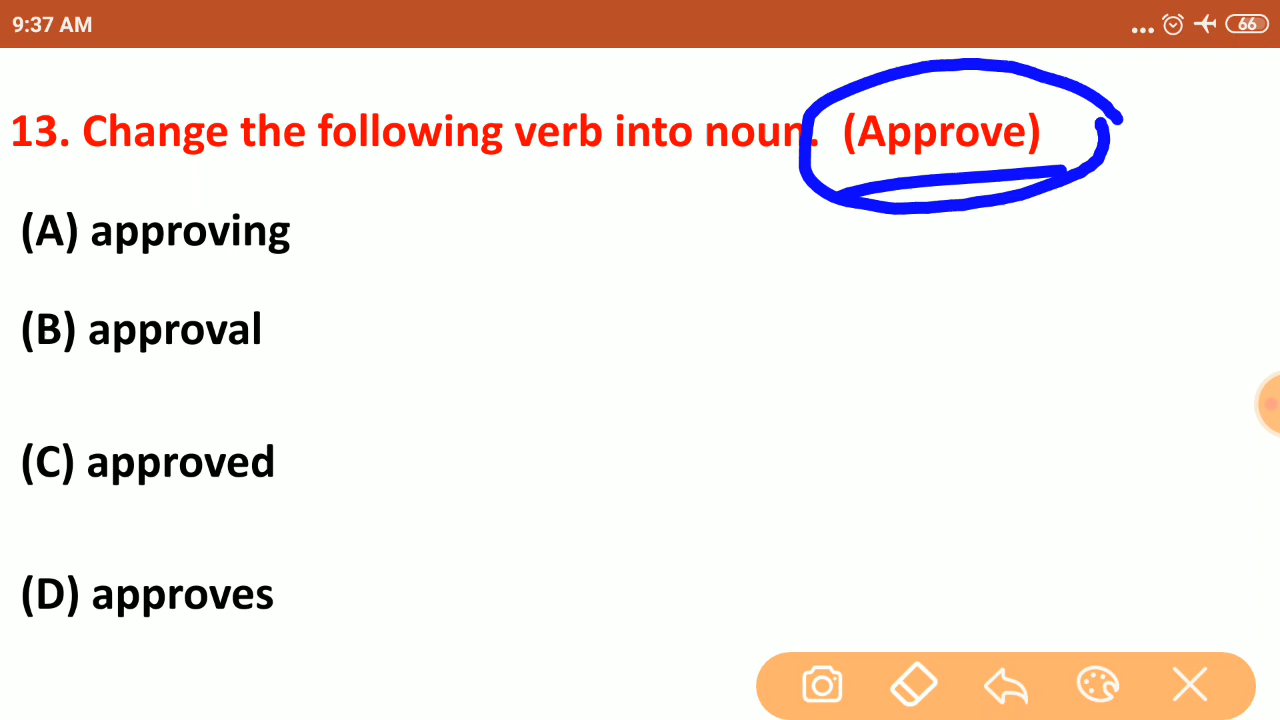 9:37 AM
66
13. Change the following verb into noun. (Approve)
(A) approving
(B) approval
(C) approved
(D) approves